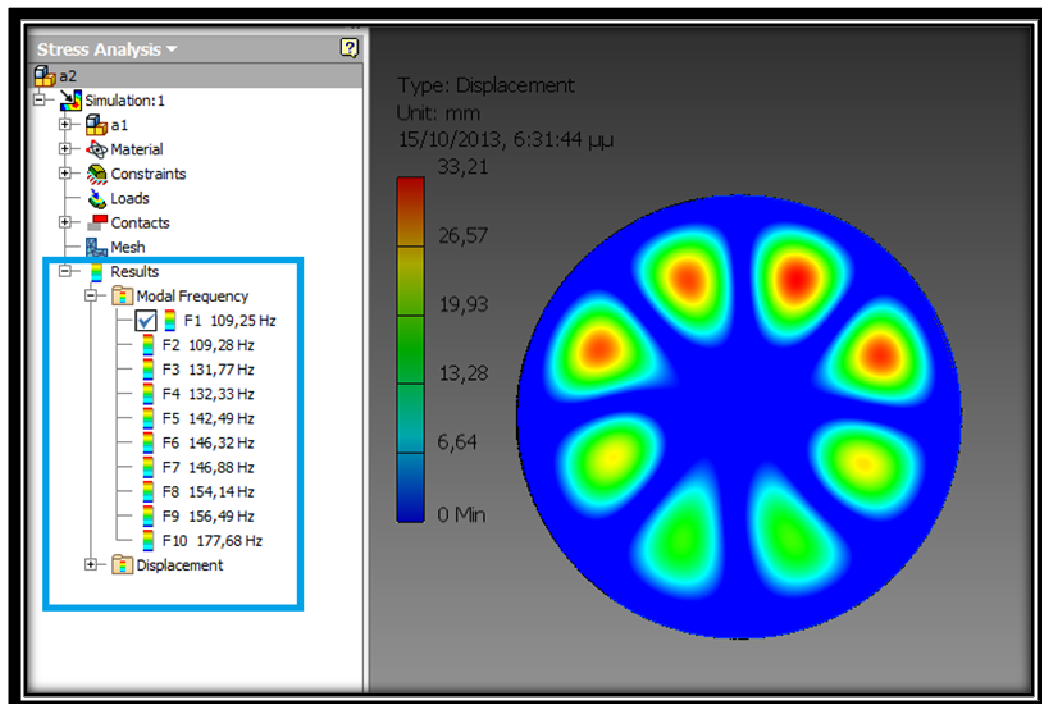 Stress Analysis
?
a2
Simulation:1
a1
Material
Constraints
Loads
Contacts
Mesh
Results
Modal Frequency
F1 109,25 Hz
F2 109,28 Hz
F3 131,77 Hz
F4 132,33 Hz
F5 142,49 Hz
F6 146,32 Hz
F7 146,88 Hz
F8 154,14 Hz
F9 156,49 Hz
F10 177,68 Hz
Displacement
Type: Displacement
Unit: mm
15/10/2013, 6:31:44 μμ
33,21
26,57
19,93
13,28
6,64
0 Min